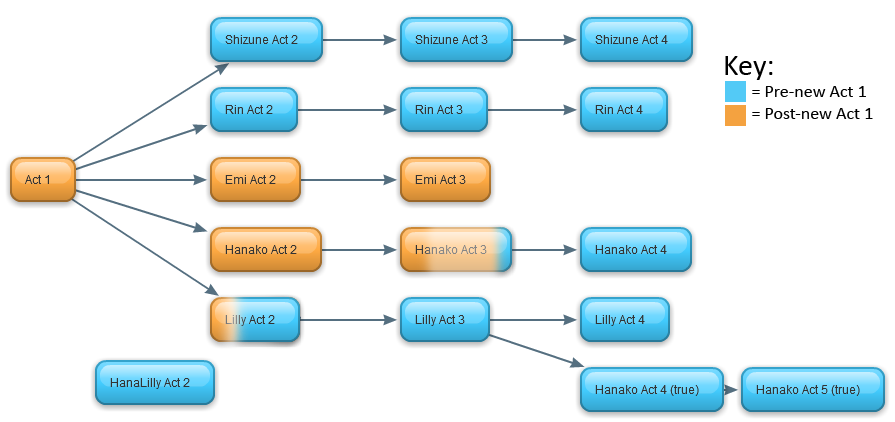 Shizune Act 2
Shizune Act 3
Shizune Act 4
Key:
= Pre-new Act 1
= Post-new Act 1
Rin Act 2
Rin Act 3
Rin Act 4
Act 1
Emi Act 2
Emi Act 3
Hanako Act 2
Hanako Act 3
Hanako Act 4
Lilly Act 2
Lilly Act 3
Lilly Act 4
HanaLilly Act 2
Hanako Act 4 (true)
Hanako Act 5 (true)